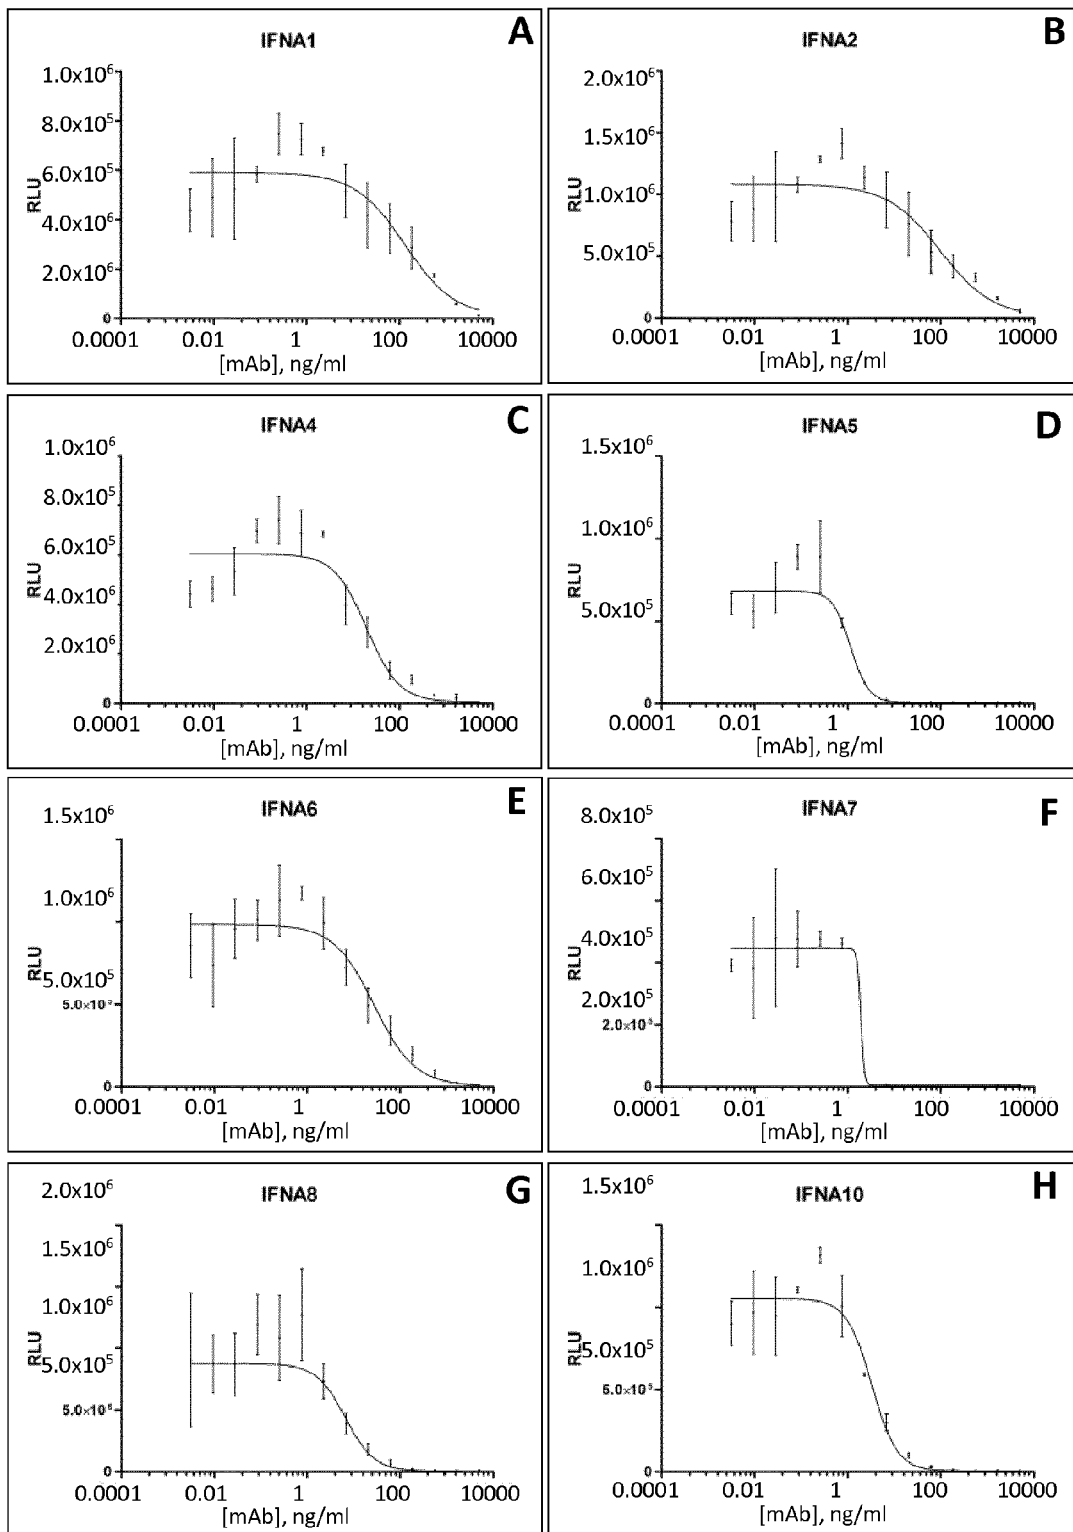 IFNA1
A
1.0x10⁶
8.0x10⁵
6.0x10⁵
4.0x10⁶
2.0x10⁶
0
RLU
0.0001 0.01 1 100 10000
[mAb], ng/ml
IFNA2
B
2.0x10⁶
1.5x10⁶
1.0x10⁶
5.0x10⁵
0
RLU
0.0001 0.01 1 100 10000
[mAb], ng/ml
IFNA4
C
1.0x10⁶
8.0x10⁵
6.0x10⁵
4.0x10⁶
2.0x10⁶
0
RLU
0.0001 0.01 1 100 10000
[mAb], ng/ml
IFNA5
D
1.5x10⁶
1.0x10⁶
5.0x10⁵
0
RLU
0.0001 0.01 1 100 10000
[mAb], ng/ml
IFNA6
E
1.5x10⁶
1.0x10⁶
5.0x10⁵
0
RLU
0.0001 0.01 1 100 10000
[mAb], ng/ml
IFNA7
F
8.0x10⁵
6.0x10⁵
4.0x10⁵
2.0x10⁵
2.0×10⁵
0
RLU
0.0001 0.01 1 100 10000
[mAb], ng/ml
IFNA8
G
2.0x10⁶
1.5x10⁶
1.0x10⁶
5.0x10⁵
0
RLU
0.0001 0.01 1 100 10000
[mAb], ng/ml
IFNA10
H
1.5x10⁶
1.0x10⁶
5.0x10⁵
5.0×10⁵
0
RLU
0.0001 0.01 1 100 10000
[mAb], ng/ml